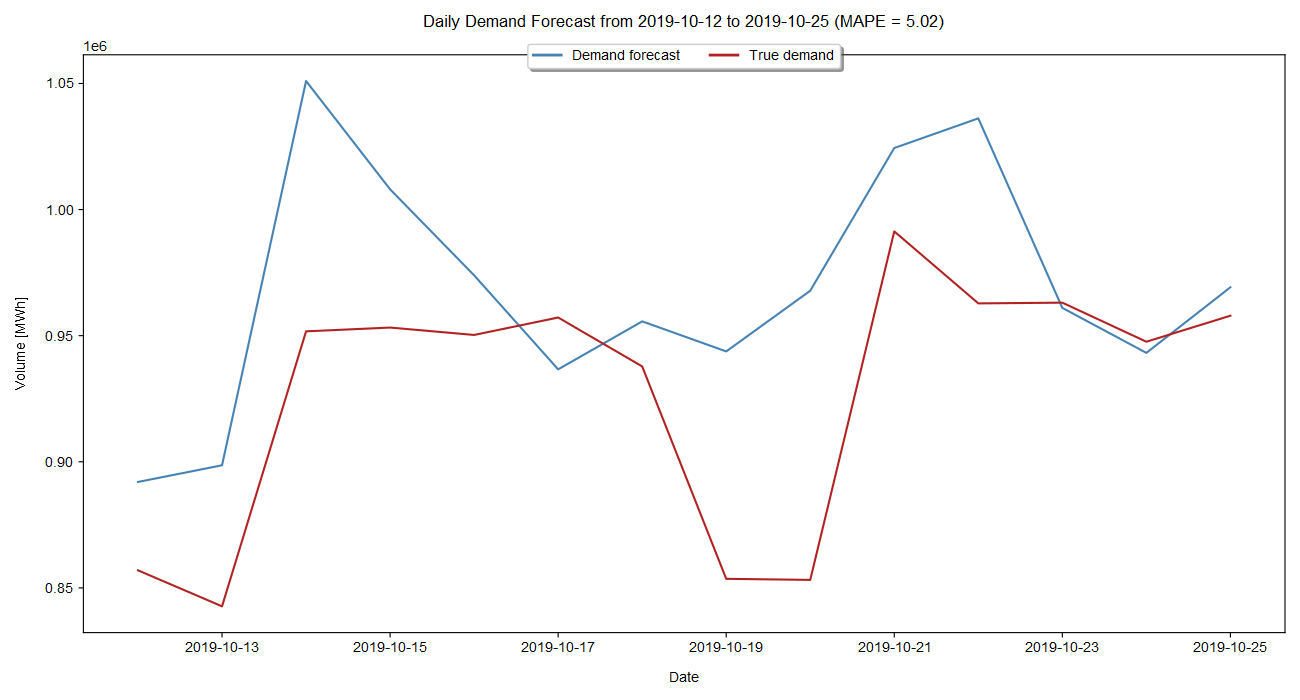 Daily Demand Forecast from 2019-10-12 to 2019-10-25 (MAPE = 5.02)
1e6
Demand forecast True demand
1.05
1.00
0.95
0.90
0.85
Volume [MWh]
2019-10-13 2019-10-15 2019-10-17 2019-10-19 2019-10-21 2019-10-23 2019-10-25
Date